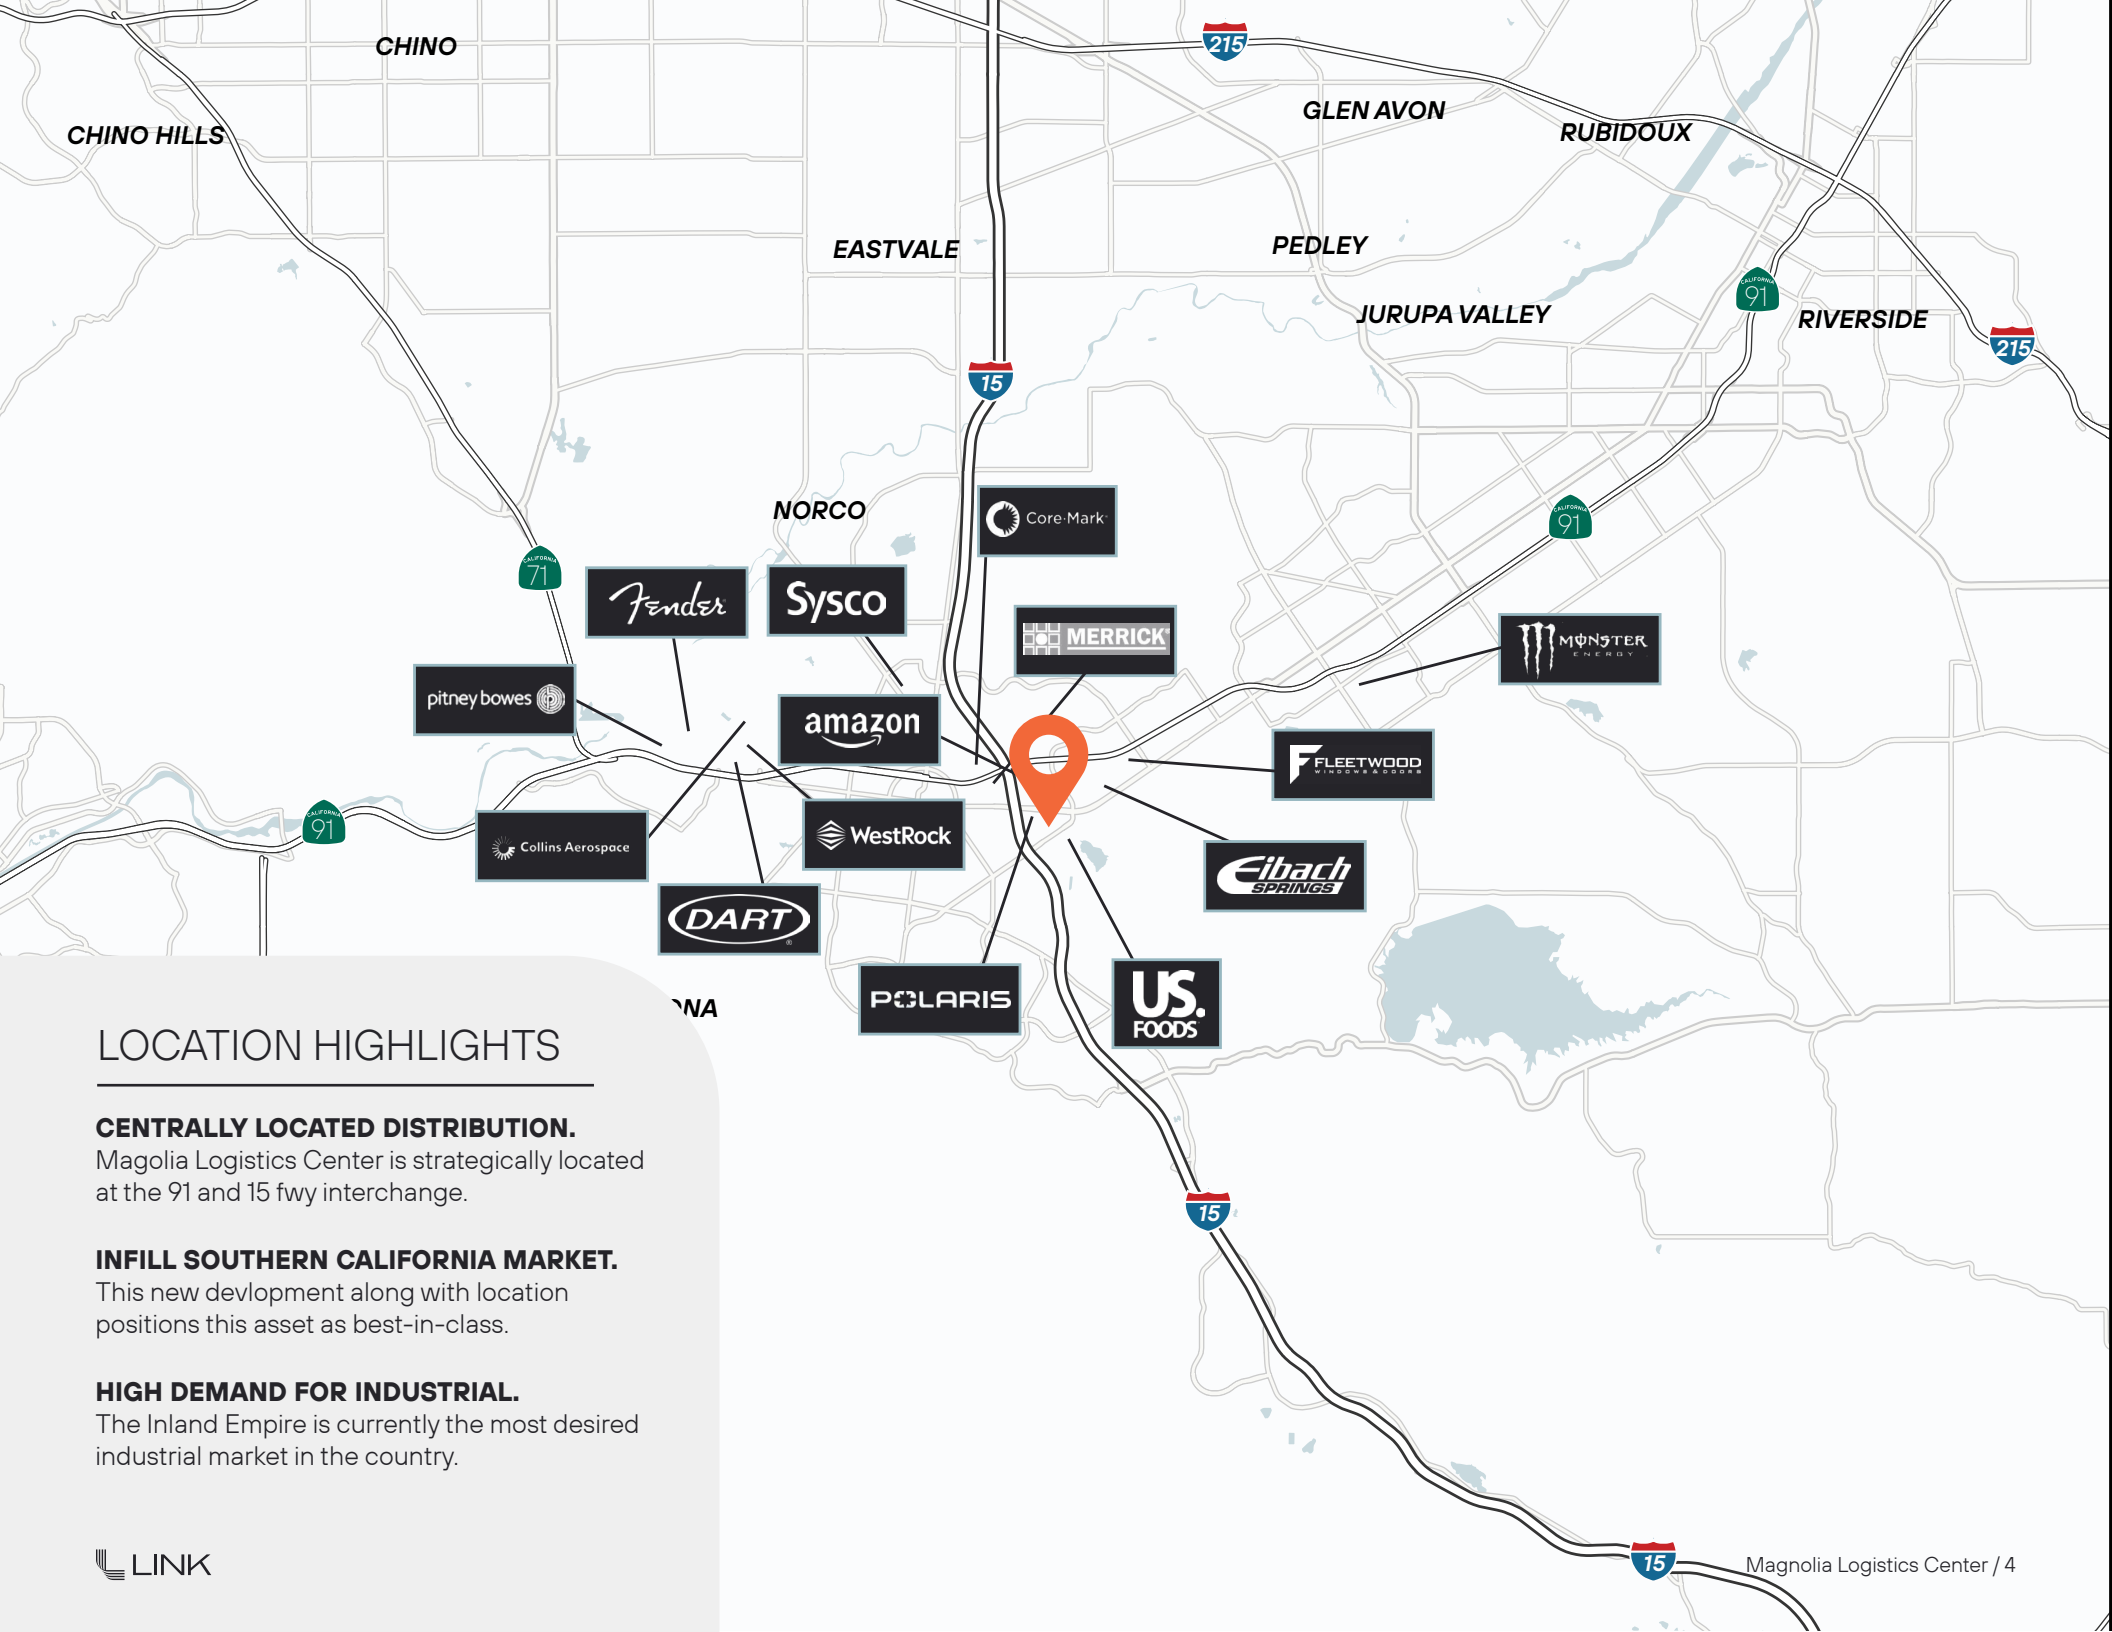 CHINO
215
GLEN AVON
RUBIDOUX
CHINO HILLS
EASTVALE
PEDLEY
CALIFORNIA
91
JURUPA VALLEY
RIVERSIDE
215
15
NORCO
Core-Mark
CALIFORNIA
91
CALIFORNIA
71
Fender
Sysco
MERRICK
MONSTER
ENERGY
pitney bowes
amazon
FLEETWOOD
WINDOWS & DOORS
CALIFORNIA
91
Collins Aerospace
WestRock
Eibach
SPRINGS
DART
POLARIS
US.
FOODS
NA
LOCATION HIGHLIGHTS
CENTRALLY LOCATED DISTRIBUTION.
Magolia Logistics Center is strategically located
at the 91 and 15 fwy interchange.
INFILL SOUTHERN CALIFORNIA MARKET.
This new devlopment along with location
positions this asset as best-in-class.
HIGH DEMAND FOR INDUSTRIAL.
The Inland Empire is currently the most desired
industrial market in the country.
15
LINK
15
Magnolia Logistics Center / 4